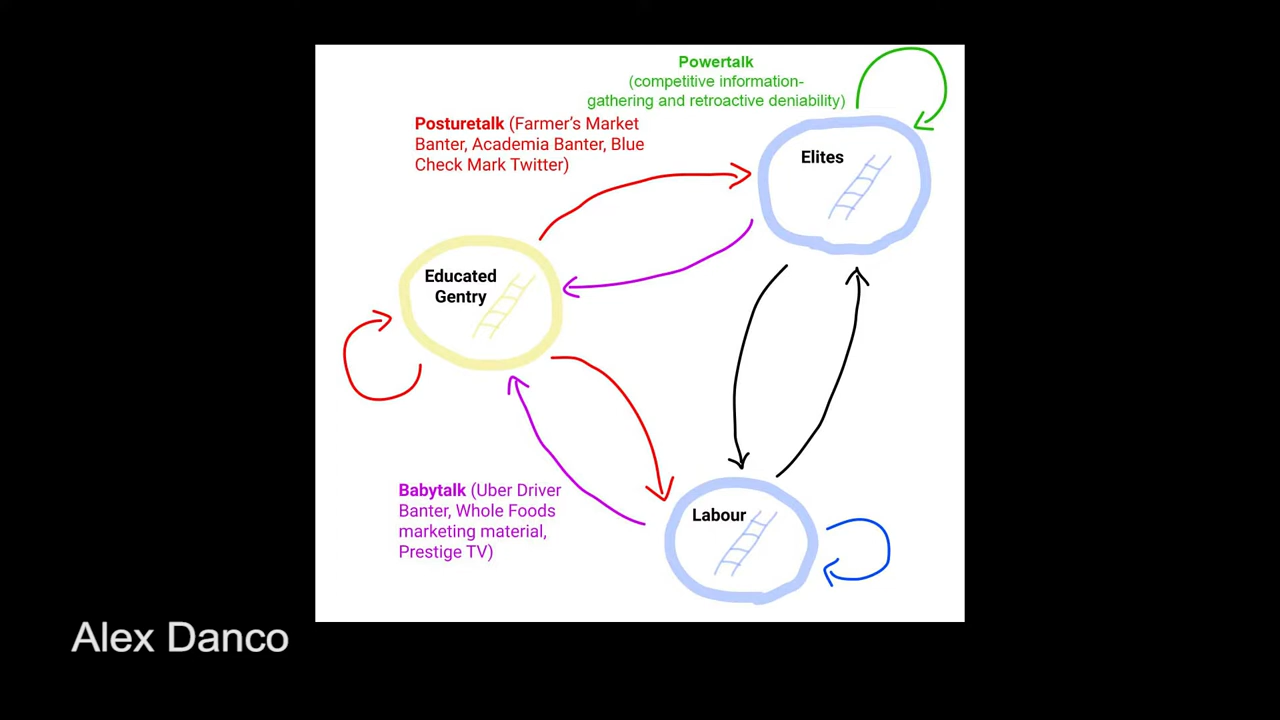 Powertalk
(competitive information-
gathering and retroactive deniability)
Posturetalk (Farmer's Market
Banter, Academia Banter, Blue
Check Mark Twitter)
Elites
Educated
Gentry
Babytalk (Uber Driver
Banter, Whole Foods
marketing material,
Prestige TV)
Labour
Alex Danco